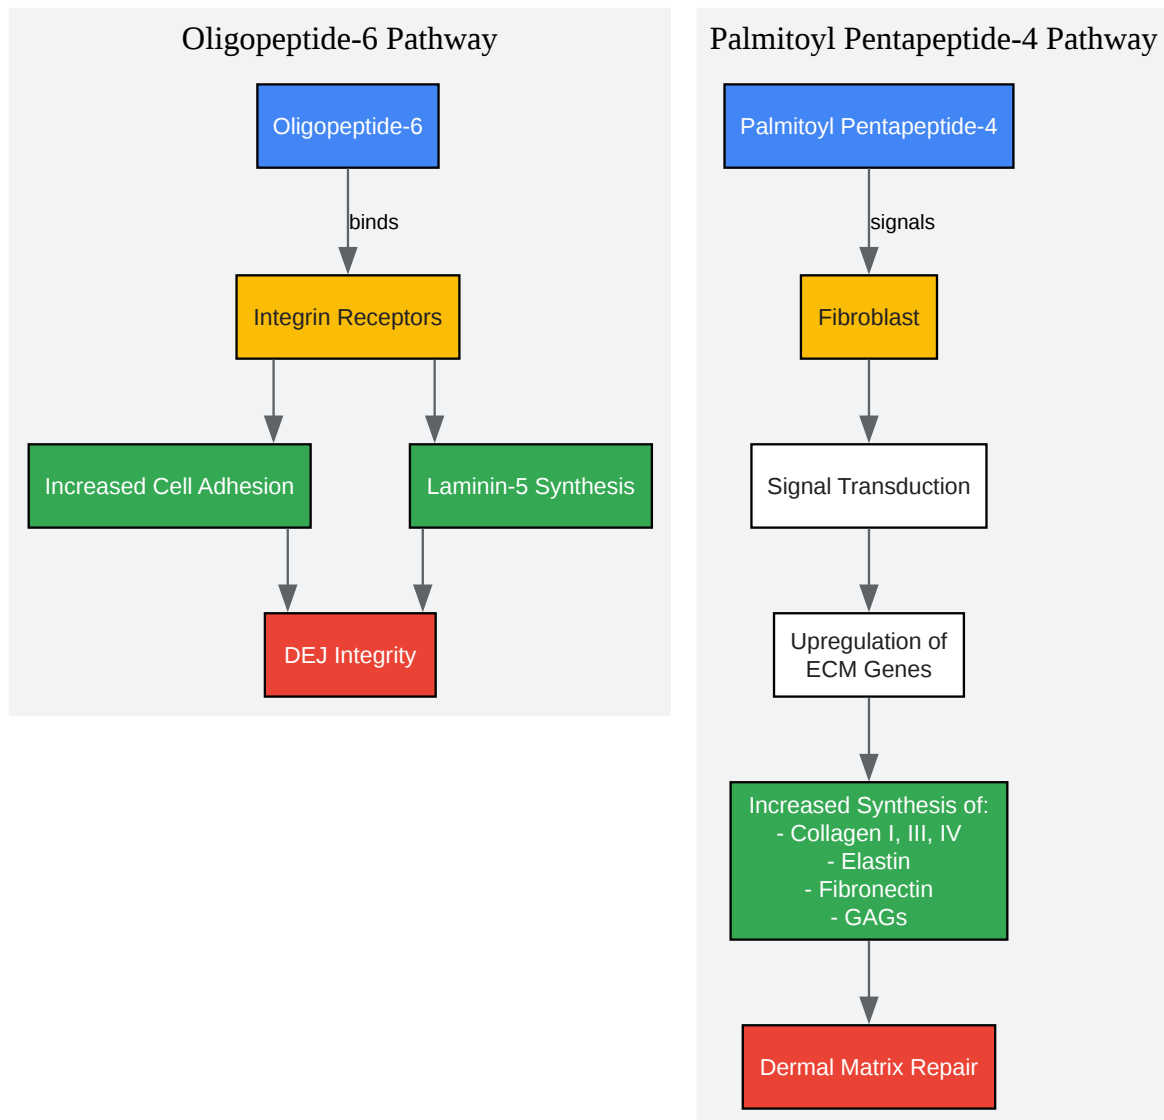 Oligopeptide-6 Pathway
Oligopeptide-6
binds
Integrin Receptors
Increased Cell Adhesion
Laminin-5 Synthesis
DEJ Integrity
Palmitoyl Pentapeptide-4 Pathway
Palmitoyl Pentapeptide-4
signals
Fibroblast
Signal Transduction
Upregulation of
ECM Genes
Increased Synthesis of:
- Collagen I, III, IV
- Elastin
- Fibronectin
- GAGs
Dermal Matrix Repair